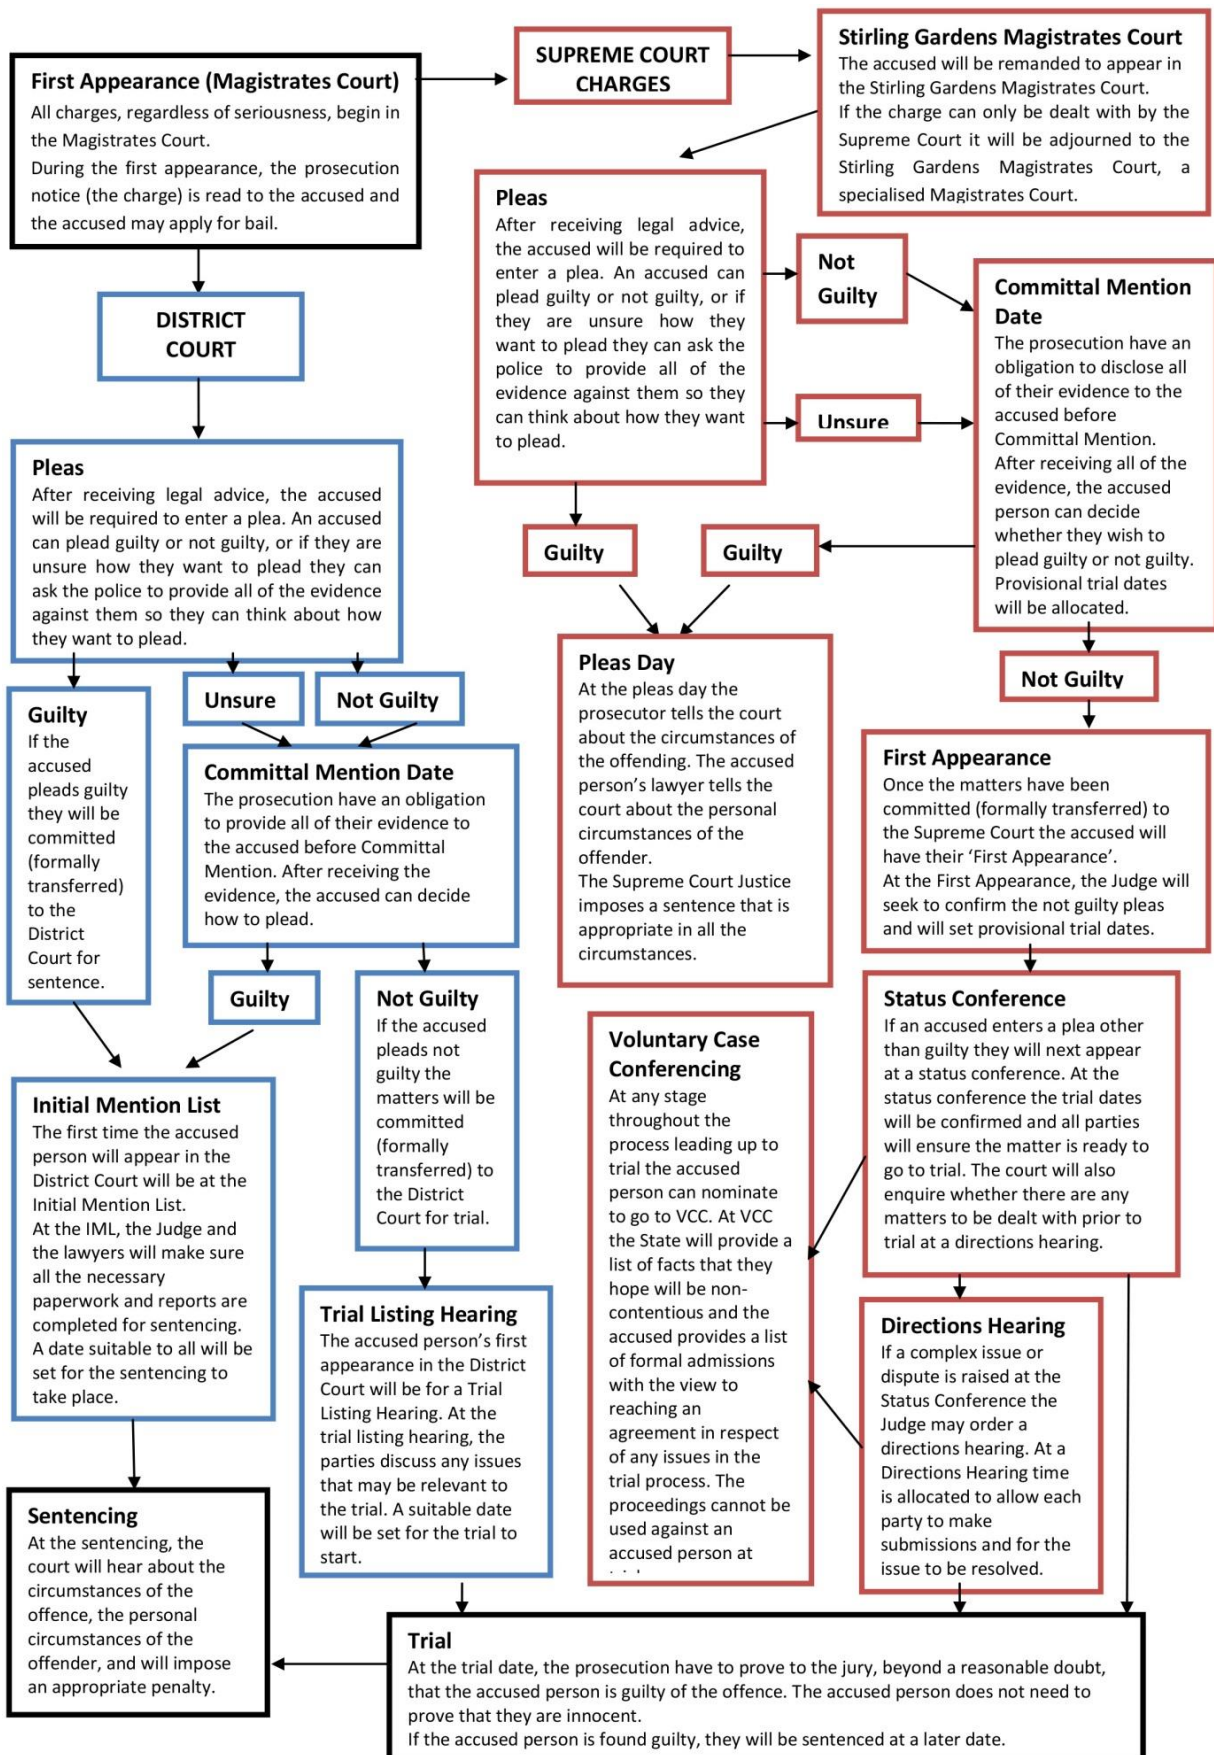 First Appearance (Magistrates Court)
All charges, regardless of seriousness, begin in
the Magistrates Court.
During the first appearance, the prosecution
notice (the charge) is read to the accused and
the accused may apply for bail.
SUPREME COURT
CHARGES
Stirling Gardens Magistrates Court
The accused will be remanded to appear in
the Stirling Gardens Magistrates Court.
If the charge can only be dealt with by the
Supreme Court it will be adjourned to the
Stirling Gardens Magistrates Court, a
specialised Magistrates Court.
Pleas
After receiving legal advice,
the accused will be required to
enter a plea. An accused can
plead guilty or not guilty, or if
they are unsure how they
want to plead they can ask the
police to provide all of the
evidence against them so they
can think about how they want
to plead.
Not
Guilty
Unsure
Committal Mention
Date
The prosecution have an
obligation to disclose all
of their evidence to the
accused before
Committal Mention.
After receiving all of the
evidence, the accused
person can decide
whether they wish to
plead guilty or not guilty.
Provisional trial dates
will be allocated.
Guilty
Guilty
Not Guilty
Pleas Day
At the pleas day the
prosecutor tells the court
about the circumstances of
the offending. The accused
person's lawyer tells the
court about the personal
circumstances of the
offender.
The Supreme Court Justice
imposes a sentence that is
appropriate in all the
circumstances.
First Appearance
Once the matters have been
committed (formally transferred) to
the Supreme Court the accused will
have their ‘First Appearance’.
At the First Appearance, the Judge will
seek to confirm the not guilty pleas
and will set provisional trial dates.
Status Conference
If an accused enters a plea other
than guilty they will next appear
at a status conference. At the
status conference the trial dates
will be confirmed and all parties
will ensure the matter is ready to
go to trial. The court will also
enquire whether there are any
matters to be dealt with prior to
trial at a directions hearing.
Voluntary Case
Conferencing
At any stage
throughout the
process leading up to
trial the accused
person can nominate
to go to VCC. At VCC
the State will provide a
list of facts that they
hope will be non-
contentious and the
accused provides a list
of formal admissions
with the view to
reaching an
agreement in respect
of any issues in the
trial process. The
proceedings cannot be
used against an
accused person at
Directions Hearing
If a complex issue or
dispute is raised at the
Status Conference the
Judge may order a
directions hearing. At a
Directions Hearing time
is allocated to allow each
party to make
submissions and for the
issue to be resolved.
DISTRICT
COURT
Pleas
After receiving legal advice, the accused
will be required to enter a plea. An accused
can plead guilty or not guilty, or if they are
unsure how they want to plead they can
ask the police to provide all of the evidence
against them so they can think about how
they want to plead.
Guilty
If the
accused
pleads guilty
they will be
committed
(formally
transferred)
to the
District
Court for
sentence.
Unsure
Not Guilty
Committal Mention Date
The prosecution have an obligation
to provide all of their evidence to
the accused before Committal
Mention. After receiving the
evidence, the accused can decide
how to plead.
Guilty
Not Guilty
If the accused
pleads not
guilty the
matters will be
committed
(formally
transferred) to
the District
Court for trial.
Initial Mention List
The first time the accused
person will appear in the
District Court will be at the
Initial Mention List.
At the IML, the Judge and
the lawyers will make sure
all the necessary
paperwork and reports are
completed for sentencing.
A date suitable to all will be
set for the sentencing to
take place.
Trial Listing Hearing
The accused person's first
appearance in the District
Court will be for a Trial
Listing Hearing. At the
trial listing hearing, the
parties discuss any issues
that may be relevant to
the trial. A suitable date
will be set for the trial to
start.
Sentencing
At the sentencing, the
court will hear about the
circumstances of the
offence, the personal
circumstances of the
offender, and will impose
an appropriate penalty.
Trial
At the trial date, the prosecution have to prove to the jury, beyond a reasonable doubt,
that the accused person is guilty of the offence. The accused person does not need to
prove that they are innocent.
If the accused person is found guilty, they will be sentenced at a later date.